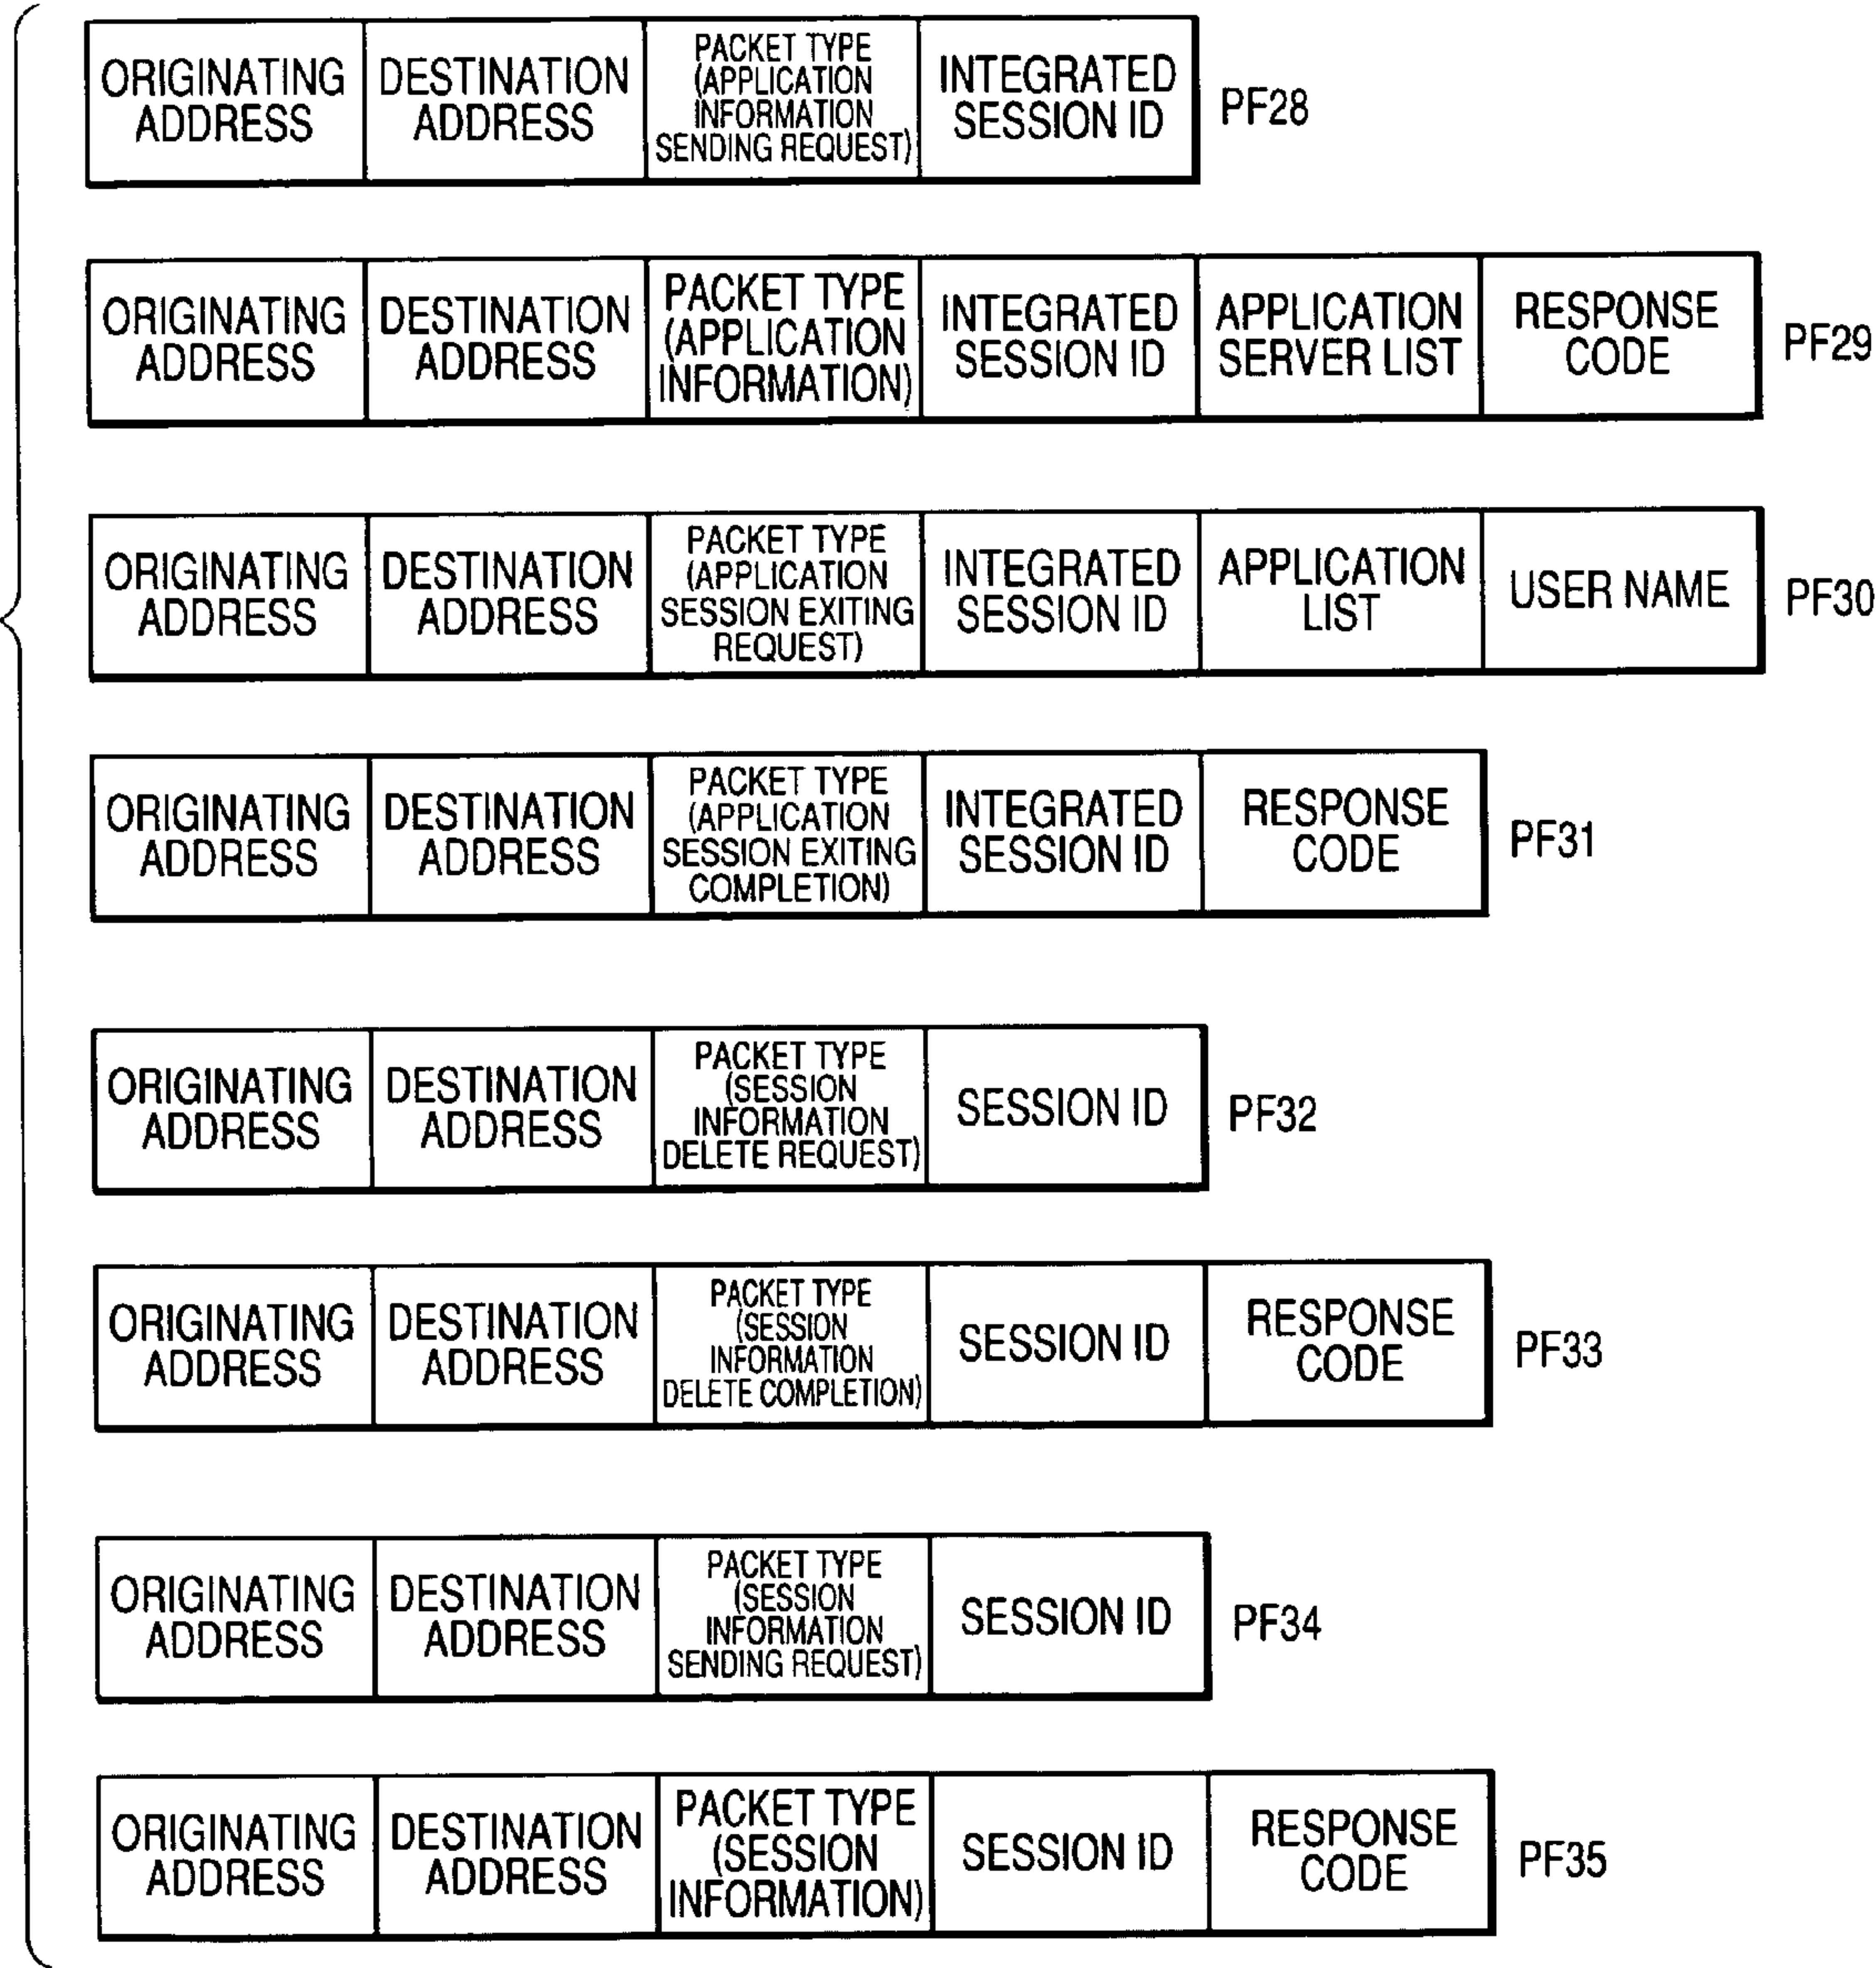 ORIGINATING
ADDRESS
DESTINATION
ADDRESS
PACKET TYPE
(APPLICATION
INFORMATION
SENDING REQUEST)
INTEGRATED
SESSION ID
PF28
ORIGINATING
ADDRESS
DESTINATION
ADDRESS
PACKET TYPE
(APPLICATION
INFORMATION)
INTEGRATED
SESSION ID
APPLICATION
SERVER LIST
RESPONSE
CODE
PF29
ORIGINATING
ADDRESS
DESTINATION
ADDRESS
PACKET TYPE
(APPLICATION
SESSION EXITING
REQUEST)
INTEGRATED
SESSION ID
APPLICATION
LIST
USER NAME
PF30
ORIGINATING
ADDRESS
DESTINATION
ADDRESS
PACKET TYPE
(APPLICATION
SESSION EXITING
COMPLETION)
INTEGRATED
SESSION ID
RESPONSE
CODE
PF31
ORIGINATING
ADDRESS
DESTINATION
ADDRESS
PACKET TYPE
(SESSION
INFORMATION
DELETE REQUEST)
SESSION ID
PF32
ORIGINATING
ADDRESS
DESTINATION
ADDRESS
PACKET TYPE
(SESSION
INFORMATION
DELETE COMPLETION)
SESSION ID
RESPONSE
CODE
PF33
ORIGINATING
ADDRESS
DESTINATION
ADDRESS
PACKET TYPE
(SESSION
INFORMATION
SENDING REQUEST)
SESSION ID
PF34
ORIGINATING
ADDRESS
DESTINATION
ADDRESS
PACKET TYPE
(SESSION
INFORMATION)
SESSION ID
RESPONSE
CODE
PF35